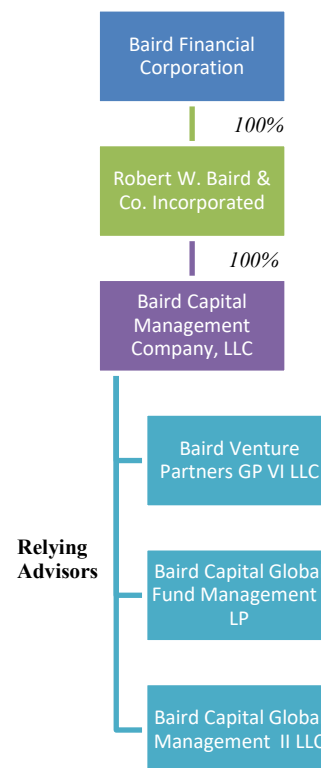 Baird Financial
Corporation
100%
Robert W. Baird &
Co. Incorporated
100%
Baird Capital
Management
Company, LLC
Baird Venture
Partners GP VI LLC
Relying
Advisors
Baird Capital Globa
Fund Management
LP
Baird Capital Globa
Management II LLC